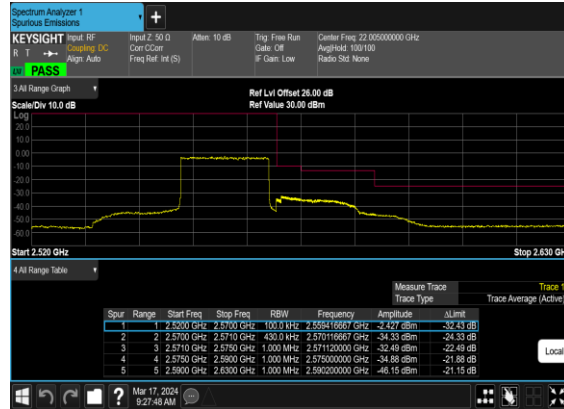 Spectrum Analyzer 1
Spurious Emissions
KEYSIGHT Input: RF Input Z: 50 Ω Atten: 10 dB Trig: Free Run Center Freq: 22.005000000 GHz
R T Coupling: DC Corr CCorr Gate: Off Avg|Hold: 100/100
Align: Auto Freq Ref: Int (S) IF Gain: Low Radio Std: None
PASS
3 All Range Graph
Ref Lvl Offset 26.00 dB
Scale/Div 10.0 dB Ref Value 30.00 dBm
Log
20.0
10.0
0.00
-10.0
-20.0
-30.0
-40.0
-50.0
-60.0
Start 2.520 GHz Stop 2.630 GH
4 All Range Table
Measure Trace Trace 1
Trace Type Trace Average (Active)
Spur Range Start Freq Stop Freq RBW Frequency Amplitude ΔLimit
1 1 2.5200 GHz 2.5700 GHz 100.0 kHz 2.559416667 GHz -2.427 dBm -32.43 dB
2 2 2.5700 GHz 2.5710 GHz 430.0 kHz 2.570116667 GHz -34.33 dBm -24.33 dB
3 3 2.5710 GHz 2.5750 GHz 1.000 MHz 2.571120000 GHz -32.49 dBm -22.49 dB
4 4 2.5750 GHz 2.5900 GHz 1.000 MHz 2.575000000 GHz -34.88 dBm -21.88 dB
5 5 2.5900 GHz 2.6300 GHz 1.000 MHz 2.590200000 GHz -46.15 dBm -21.15 dB
Local
Mar 17, 2024
9:27:48 AM